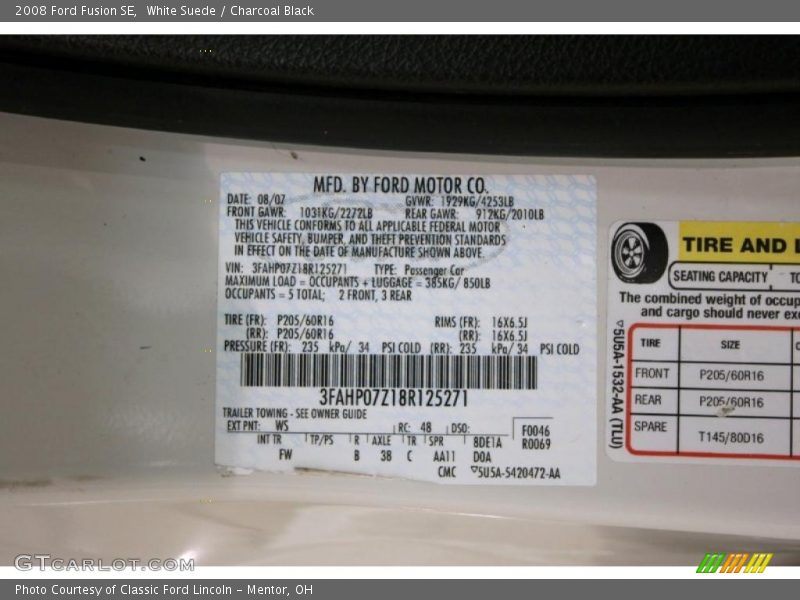 2008 Ford Fusion SE, White Suede / Charcoal Black
MFD. BY FORD MOTOR CO.
DATE: 08/07 GVWR: 1929KG/4253LB
FRONT GAWR: 1031KG/2272LB REAR GAWR: 912KG/2010LB
THIS VEHICLE CONFORMS TO ALL APPLICABLE FEDERAL MOTOR
VEHICLE SAFETY, BUMPER, AND THEFT PREVENTION STANDARDS
IN EFFECT ON THE DATE OF MANUFACTURE SHOWN ABOVE.
VIN: 3FAHP07Z18R125271 TYPE: Passenger Car
MAXIMUM LOAD = OCCUPANTS + LUGGAGE = 385KG/ 850LB
OCCUPANTS = 5 TOTAL; 2 FRONT, 3 REAR
TIRE (FR): P205/60R16 RIMS (FR): 16X6.5J
(RR): P205/60R16 (RR): 16X6.5J
PRESSURE (FR): 235 kPa/ 34 PSI COLD (RR): 235 kPa/ 34 PSI COLD
3FAHP07Z18R125271
TRAILER TOWING - SEE OWNER GUIDE
EXT PNT: WS RC: 48 DSO: F0046
INT TR TP/PS R AXLE TR SPR 8DE1A R0069
FW B 38 C AA11 D0A
CMC 5U5A-5420472-AA
TIRE AND L
SEATING CAPACITY TO
The combined weight of occup
and cargo should never exc
TIRE SIZE C
FRONT P205/60R16
REAR P205/60R16
SPARE T145/80D16
5U5A-1532-AA (TLU)
GTCARLOT.COM
Photo Courtesy of Classic Ford Lincoln - Mentor, OH